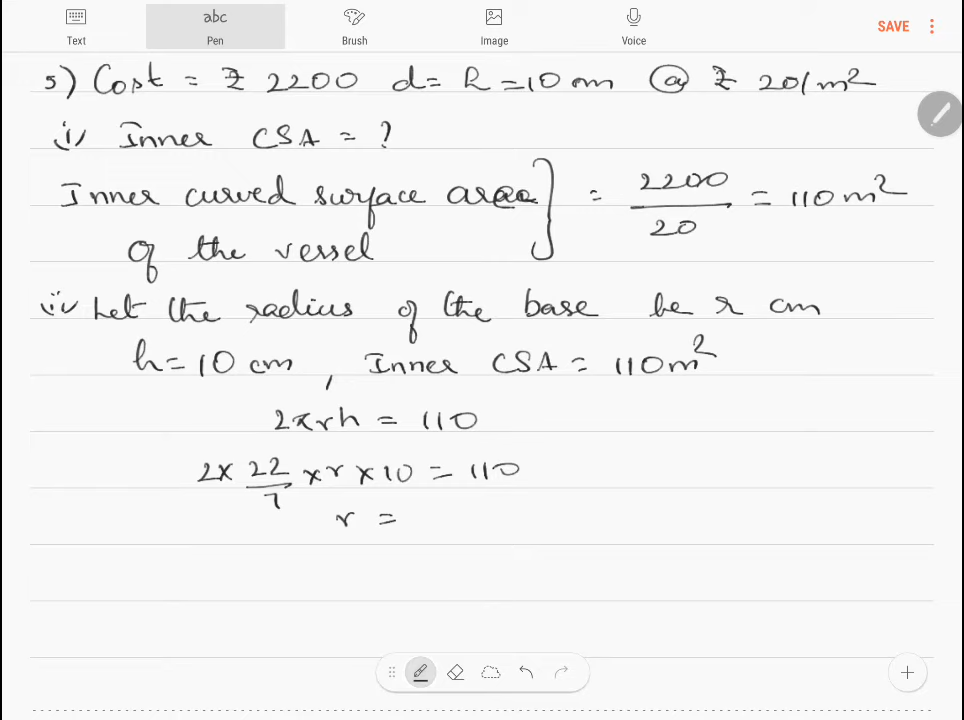 Text abc Pen Brush Image Voice SAVE
5) Cost = ₹ 2200 d = h = 10 m @ ₹ 20/m²
i) Inner CSA = ?
Inner curved surface area of the vessel } = 2200/20 = 110 m²
ii) Let the radius of the base be r cm
h = 10 cm, Inner CSA = 110 m²
2πrh = 110
2 × 22/7 × r × 10 = 110
r =